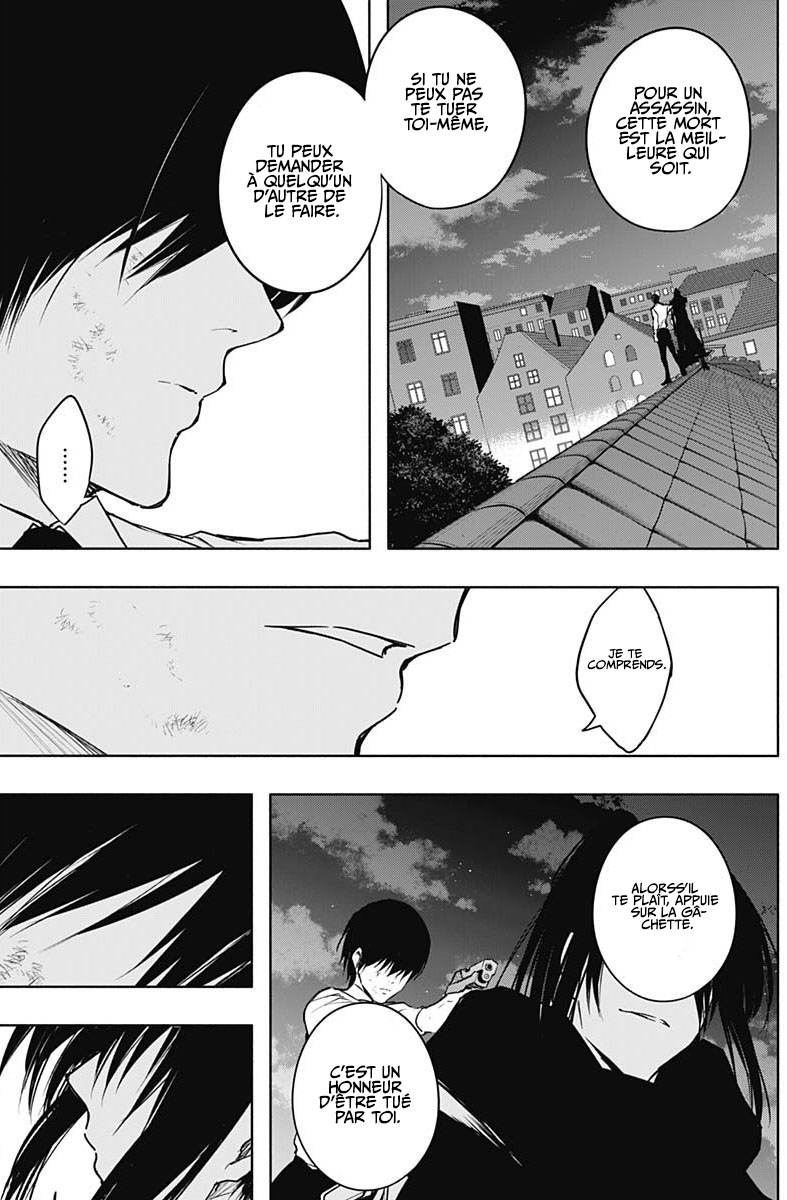 POUR UN
ASSASSIN,
CETTE MORT
EST LA MEIL-
LEURE QUI
SOIT.
SI TU NE
PEUX PAS
TE TUER
TOI-MÊME,
TU PEUX
DEMANDER
À QUELQU'UN
D'AUTRE DE
LE FAIRE.
......
JE TE
COMPRENDS.
ALORSS'IL
TE PLAÎT, APPUIE
SUR LA GÂ-
CHETTE.
C'EST UN
HONNEUR
D'ÊTRE TUÉ
PAR TOI.